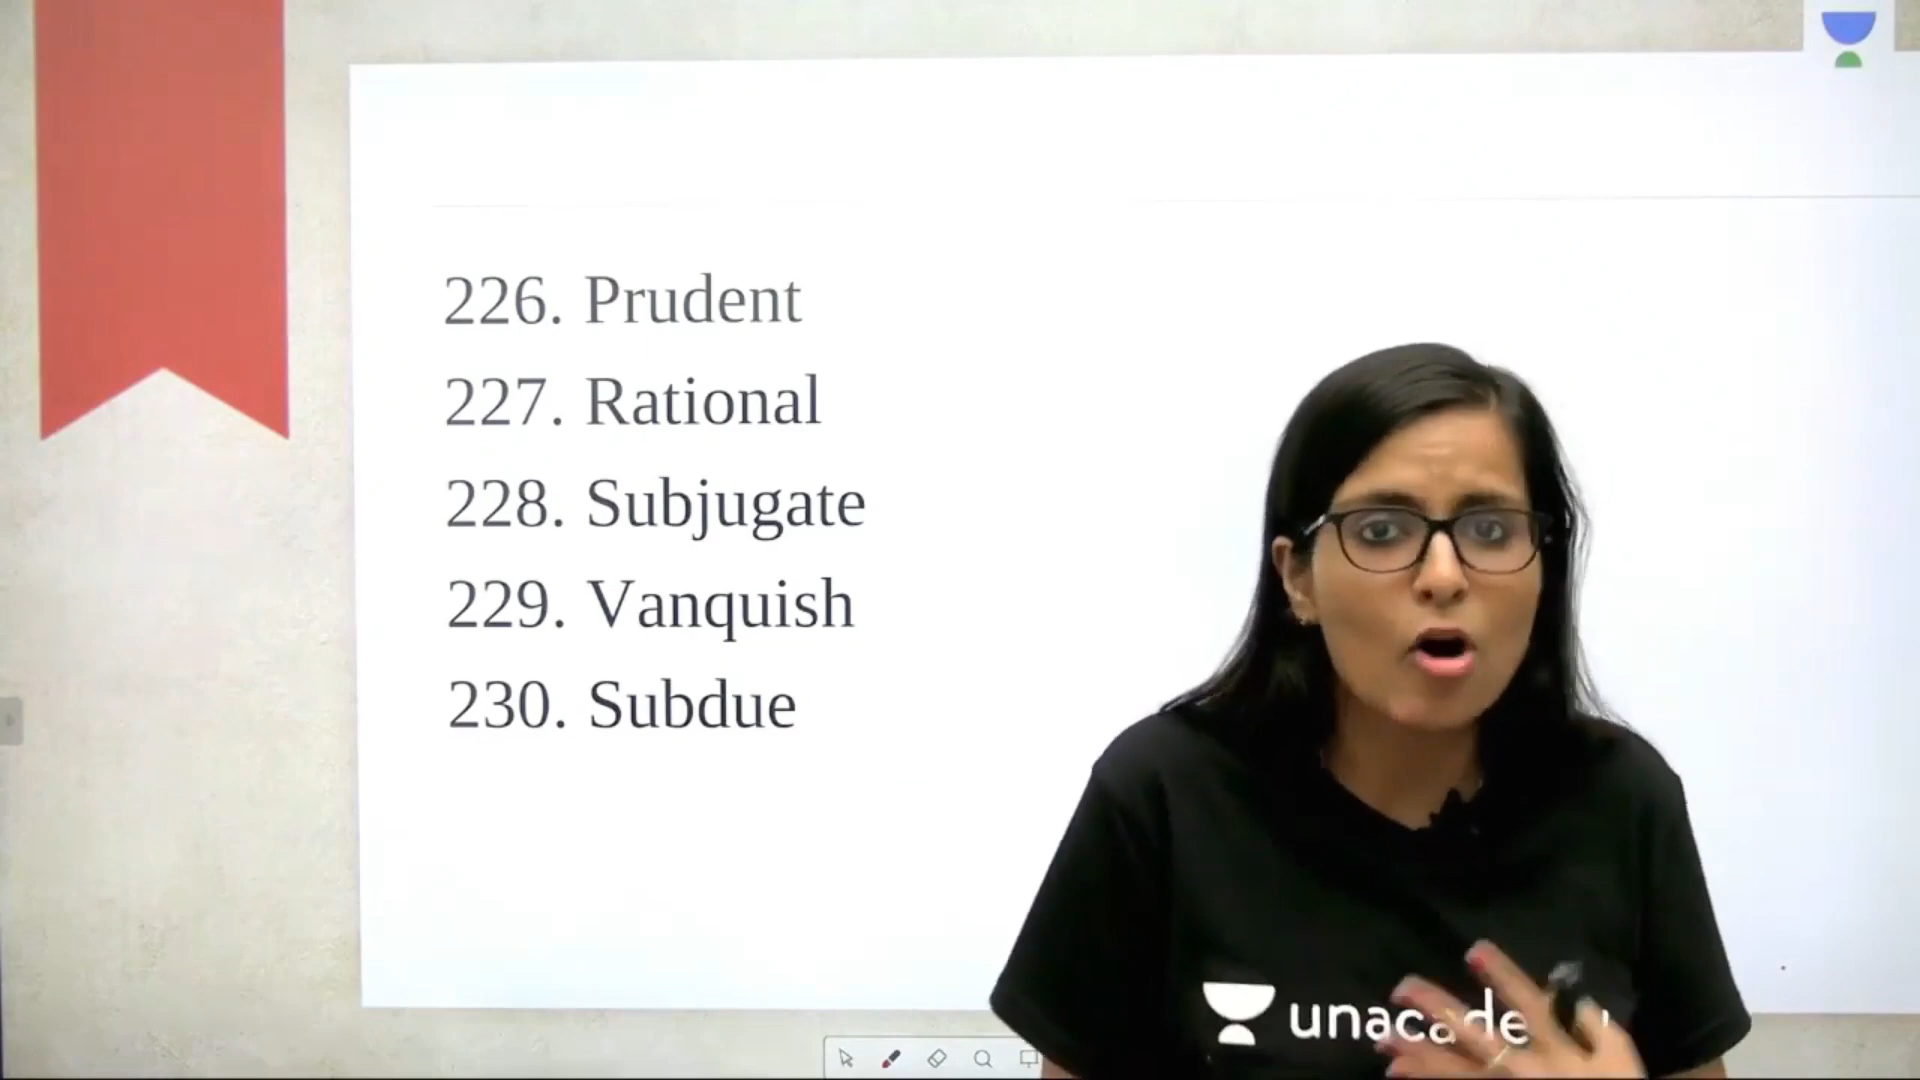 226. Prudent
227. Rational
228. Subjugate
229. Vanquish
230. Subdue